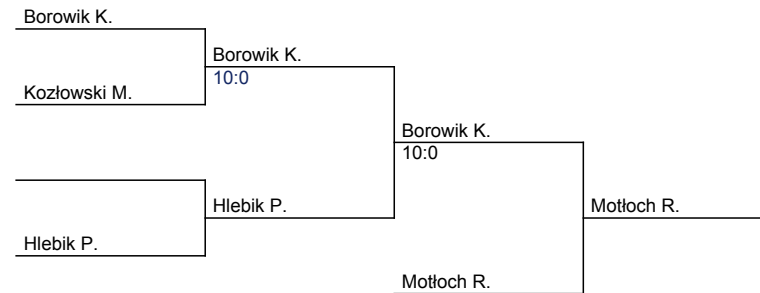 Borowik K.
Borowik K.
10:0
Kozłowski M.
Borowik K.
10:0
Hlebik P.
Motłoch R.
Hlebik P.
Motłoch R.